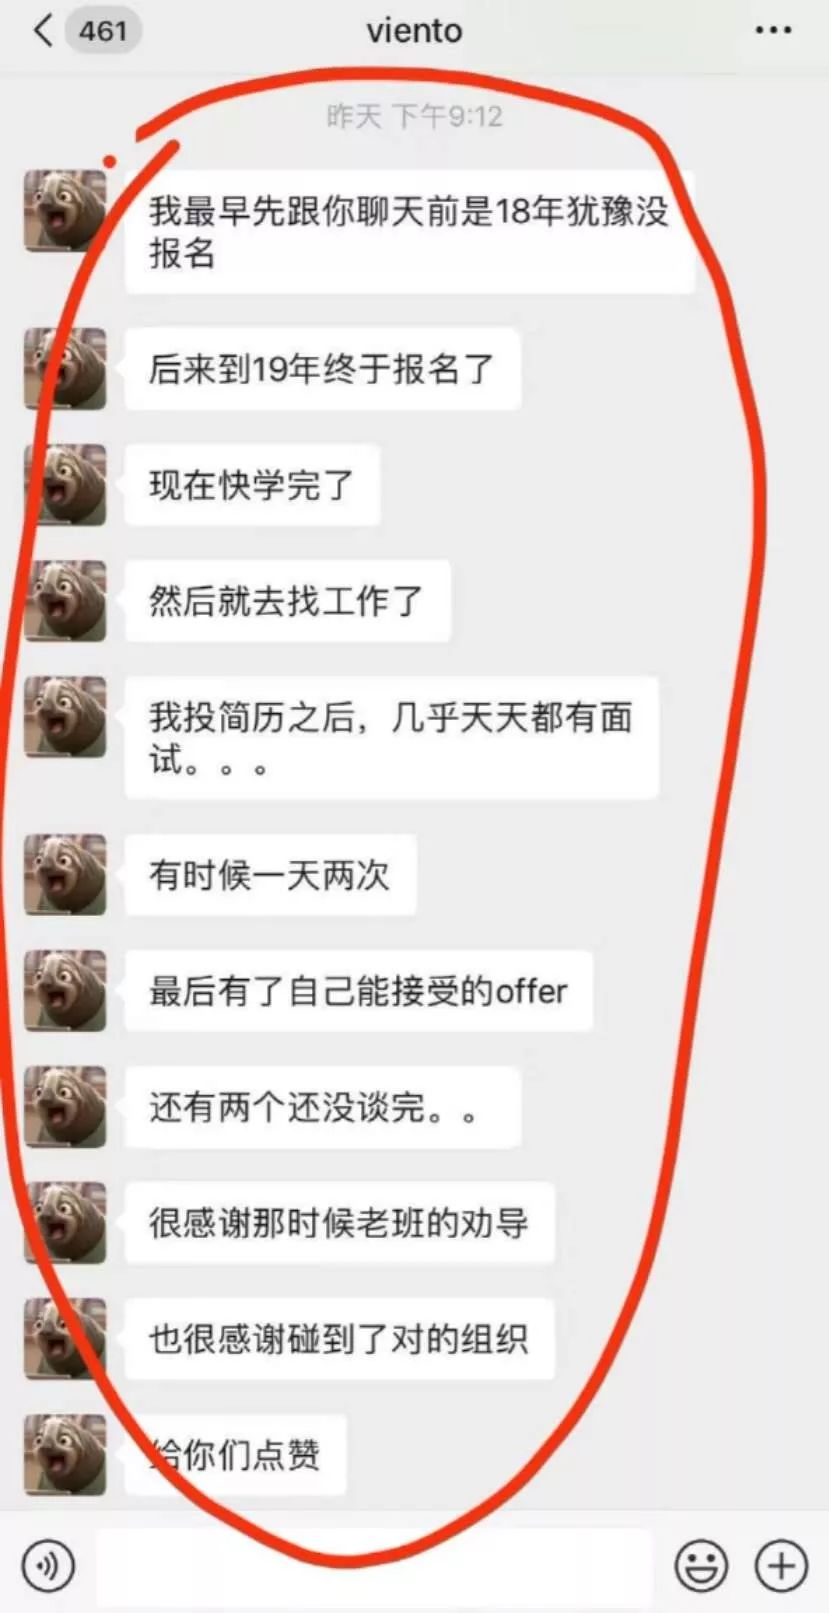 461
viento
昨天 下午9:12
我最早先跟你聊天前是18年犹豫没
报名
后来到19年终于报名了
现在快学完了
然后就去找工作了
我投简历之后，几乎天天都有面
试。。。
有时候一天两次
最后有了自己能接受的offer
还有两个还没谈完。。
很感谢那时候老班的劝导
也很感谢碰到了对的组织
给你们点赞